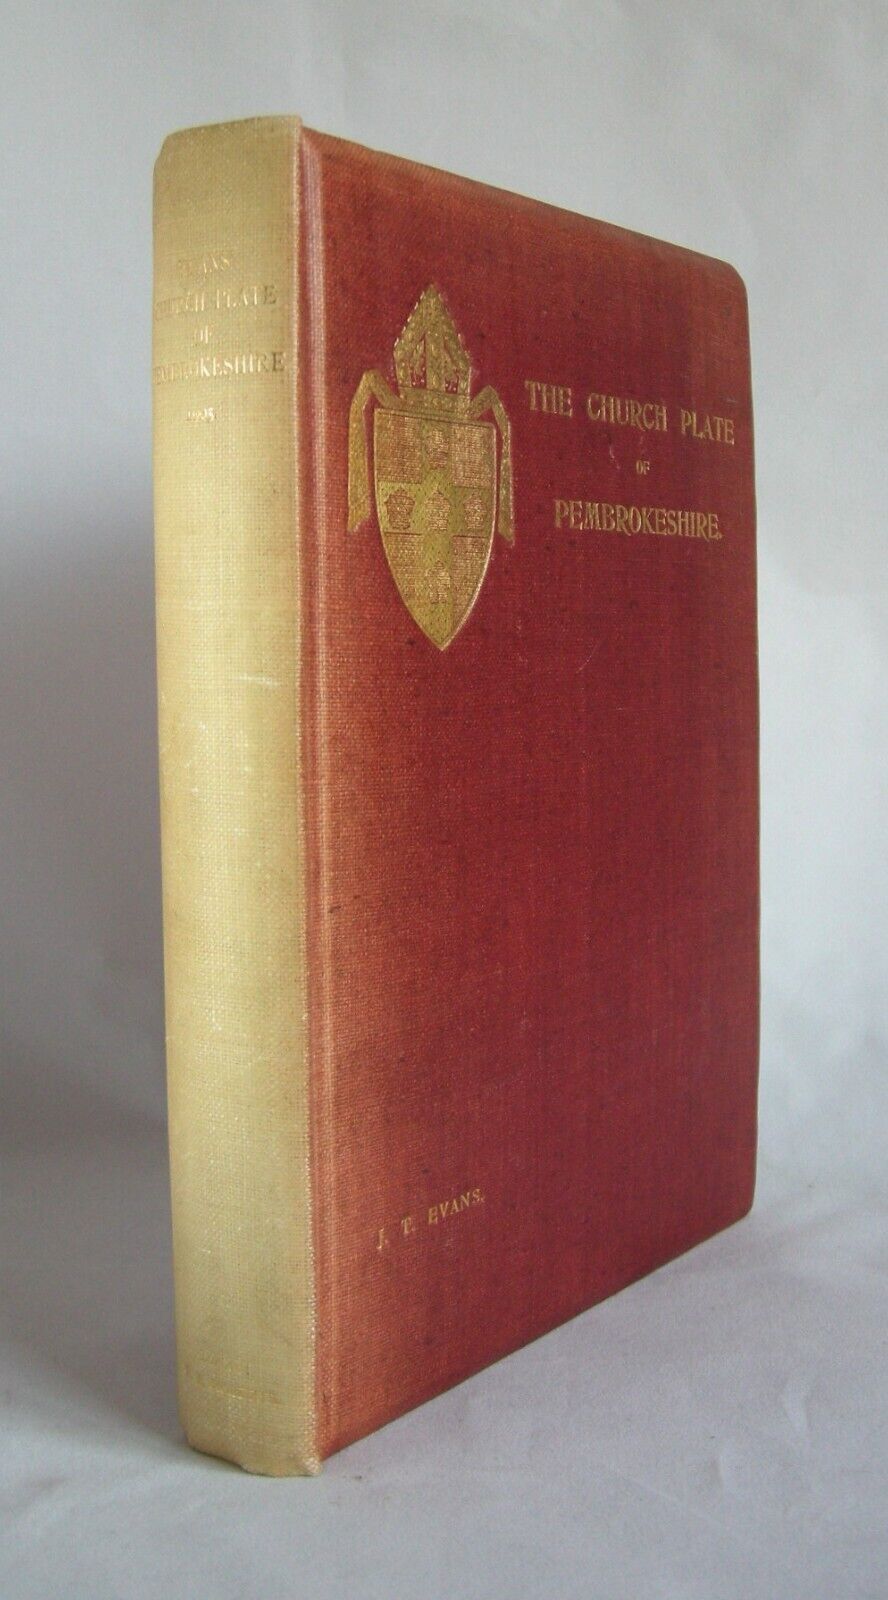 EVANS
CHURCH PLATE
OF
PEMBROKESHIRE
THE CHURCH PLATE
OF
PEMBROKESHIRE.
J. T. EVANS.